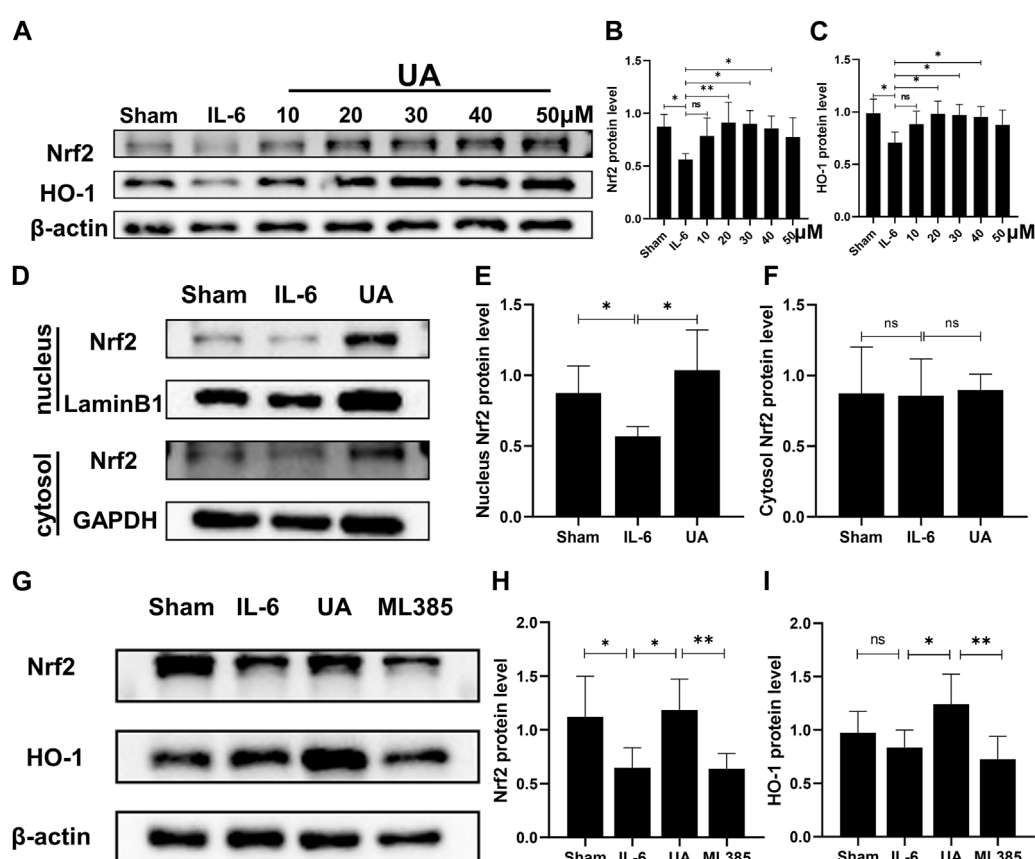 A
UA
Sham IL-6 10 20 30 40 50μM
Nrf2
HO-1
β-actin
B
Nrf2 protein level
1.5
1.0
0.5
0.0
* ns ** * *
Sham IL-6 10 20 30 40 50 μM
C
HO-1 protein level
1.5
1.0
0.5
0.0
* ns * * *
Sham IL-6 10 20 30 40 50 μM
D
Sham IL-6 UA
nucleus
Nrf2
LaminB1
cytosol
Nrf2
GAPDH
E
Nucleus Nrf2 protein level
1.5
1.0
0.5
0.0
* *
Sham IL-6 UA
F
Cytosol Nrf2 protein level
1.5
1.0
0.5
0.0
ns ns
Sham IL-6 UA
G
Sham IL-6 UA ML385
Nrf2
HO-1
β-actin
H
Nrf2 protein level
2.0
1.5
1.0
0.5
0.0
* * **
Sham IL-6 UA ML385
I
HO-1 protein level
2.0
1.5
1.0
0.5
0.0
ns * **
Sham IL-6 UA ML385